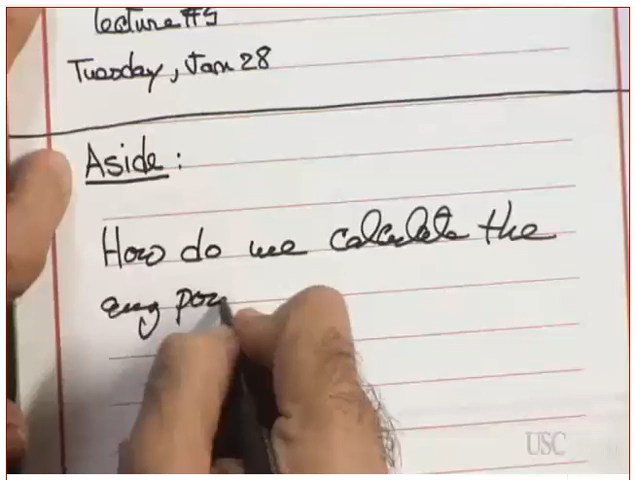 Lecture #5
Tuesday, Jan 28
Aside:
How do we calculate the
avg pow
USC